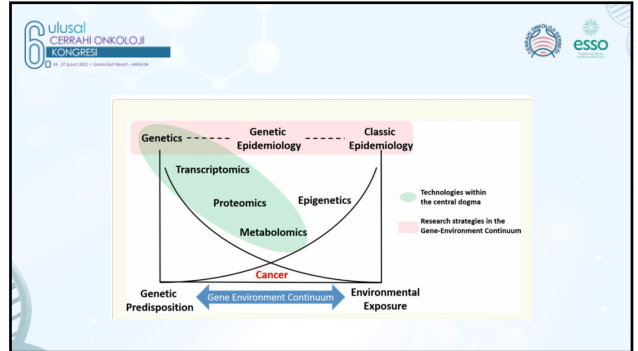 6.
ulusal
CERRAHİ ONKOLOJİ
KONGRESİ
esso
Genetics
Genetic
Epidemiology
Classic
Epidemiology
Transcriptomics
Proteomics
Epigenetics
Metabolomics
Technologies within
the central dogma
Research strategies in the
Gene-Environment Continuum
Cancer
Genetic
Predisposition
Gene Environment Continuum
Environmental
Exposure